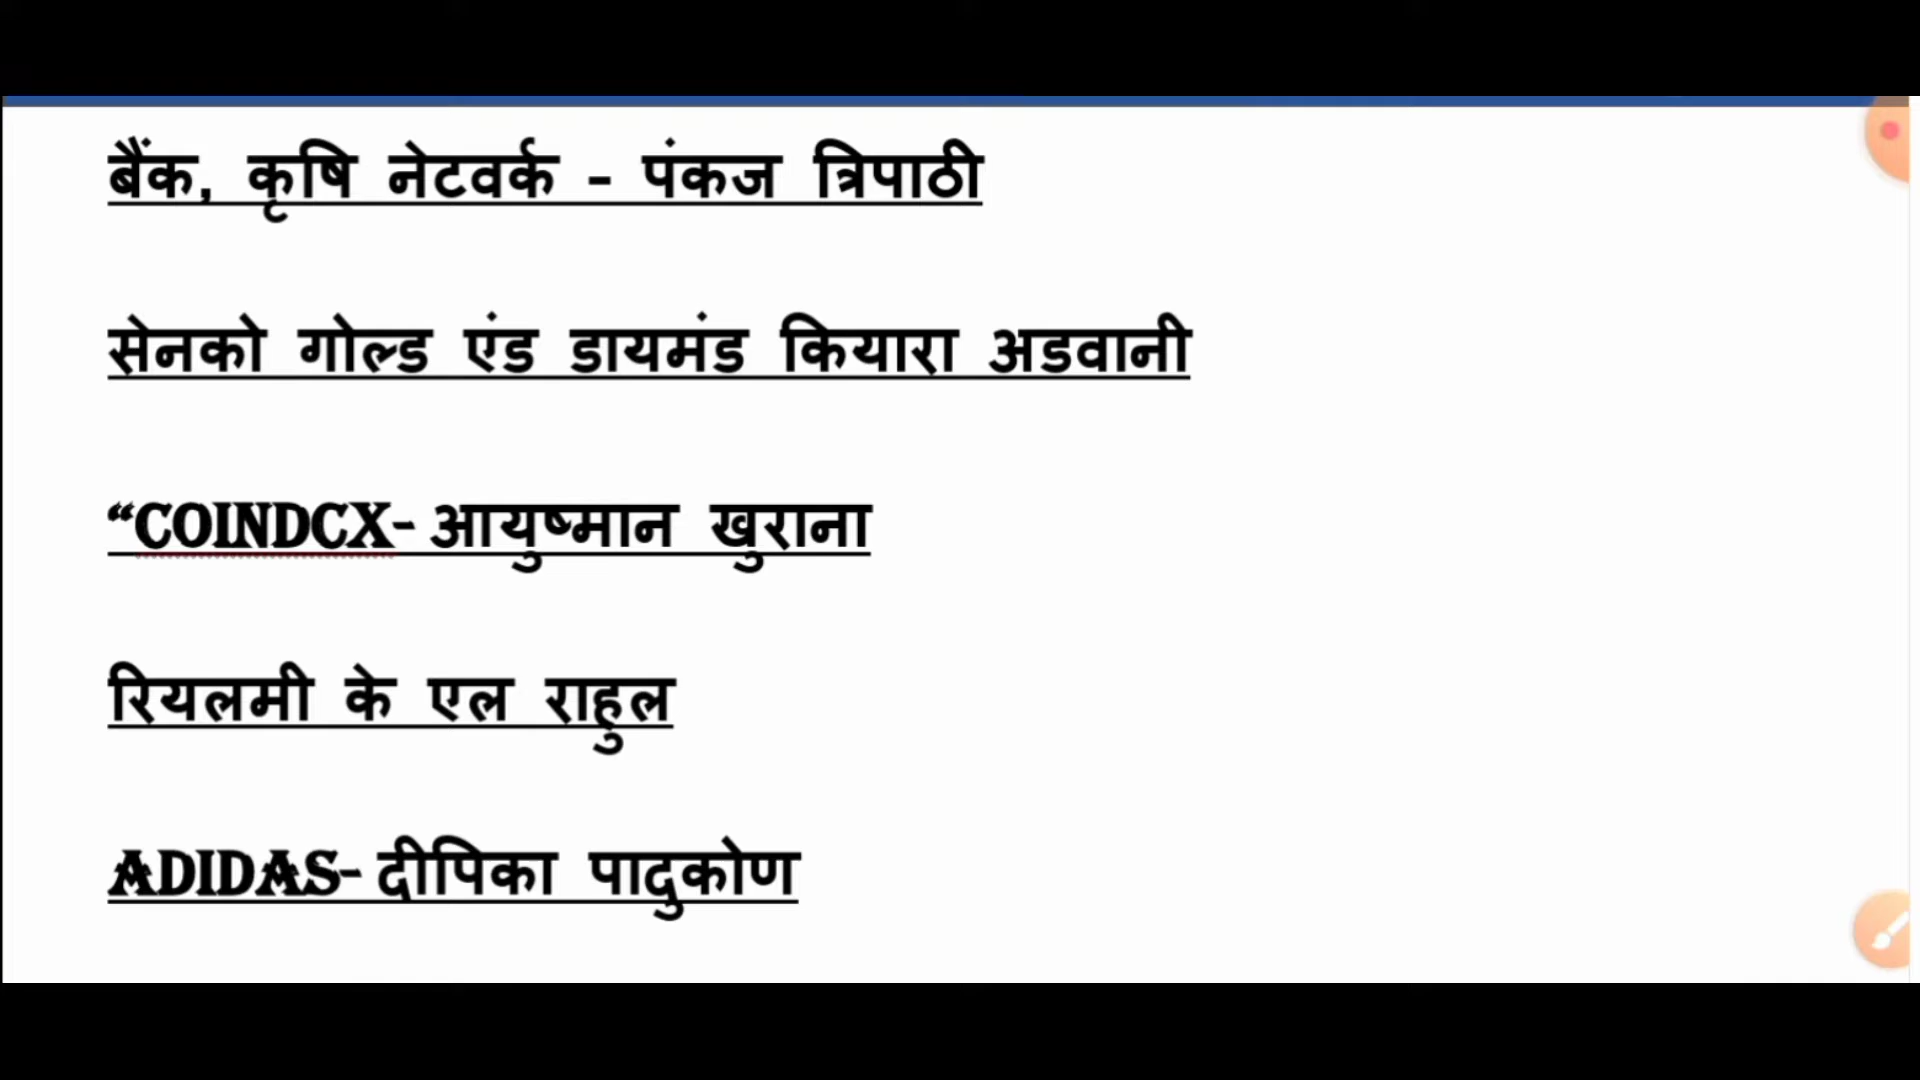 बैंक, कृषि नेटवर्क - पंकज त्रिपाठी
सेनको गोल्ड एंड डायमंड कियारा अडवानी
“COINDCX- आयुष्मान खुराना
रियलमी के एल राहुल
ADIDAS- दीपिका पादुकोण